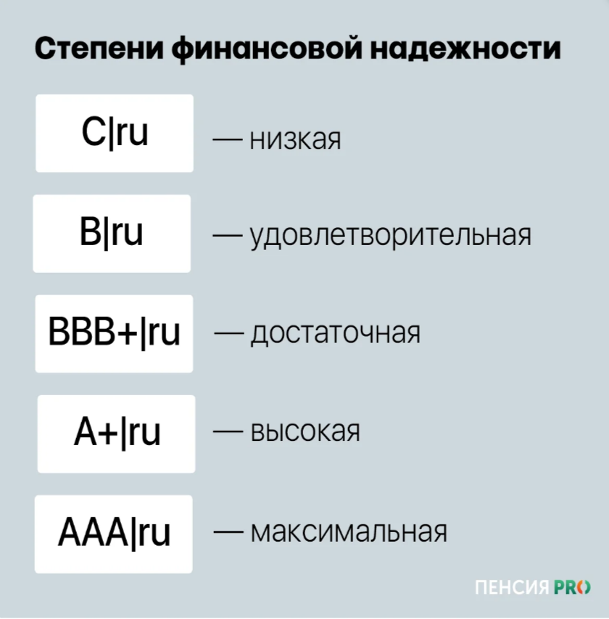 Степени финансовой надежности
C|ru — низкая
B|ru — удовлетворительная
BBB+|ru — достаточная
A+|ru — высокая
AAA|ru — максимальная
ПЕНСИЯ PRO